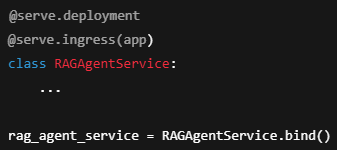 @serve.deployment
@serve.ingress(app)
class RAGAgentService:
    ...
rag_agent_service = RAGAgentService.bind()